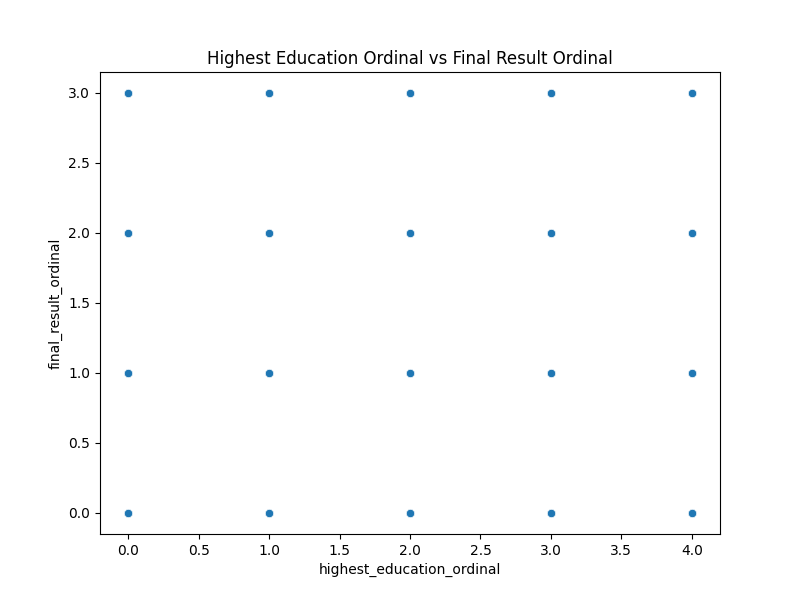 Highest Education Ordinal vs Final Result Ordinal
3.0
2.5
2.0
1.5
1.0
0.5
0.0
final_result_ordinal
0.0 0.5 1.0 1.5 2.0 2.5 3.0 3.5 4.0
highest_education_ordinal